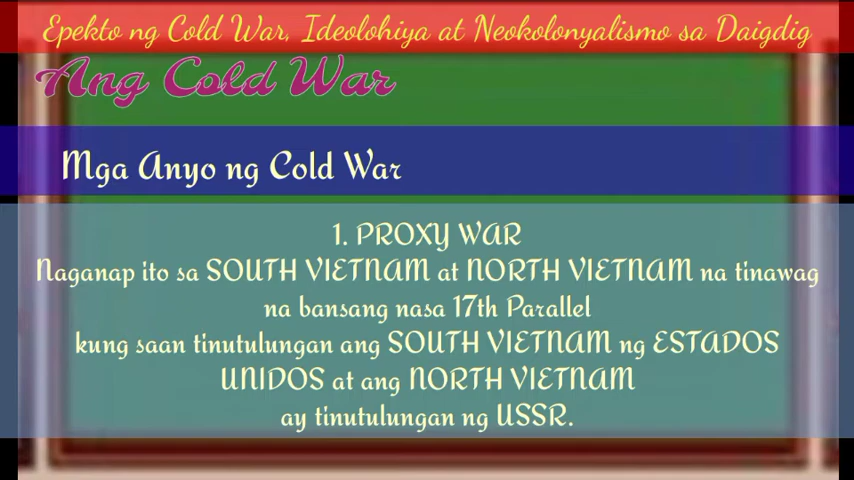 Epekto ng Cold War, Ideolohiya at Neokolonyalismo sa Daigdig
Ang Cold War
Mga Anyo ng Cold War
1. PROXY WAR
Naganap ito sa SOUTH VIETNAM at NORTH VIETNAM na tinawag
na bansang nasa 17th Parallel
kung saan tinutulungan ang SOUTH VIETNAM ng ESTADOS
UNIDOS at ang NORTH VIETNAM
ay tinutulungan ng USSR.